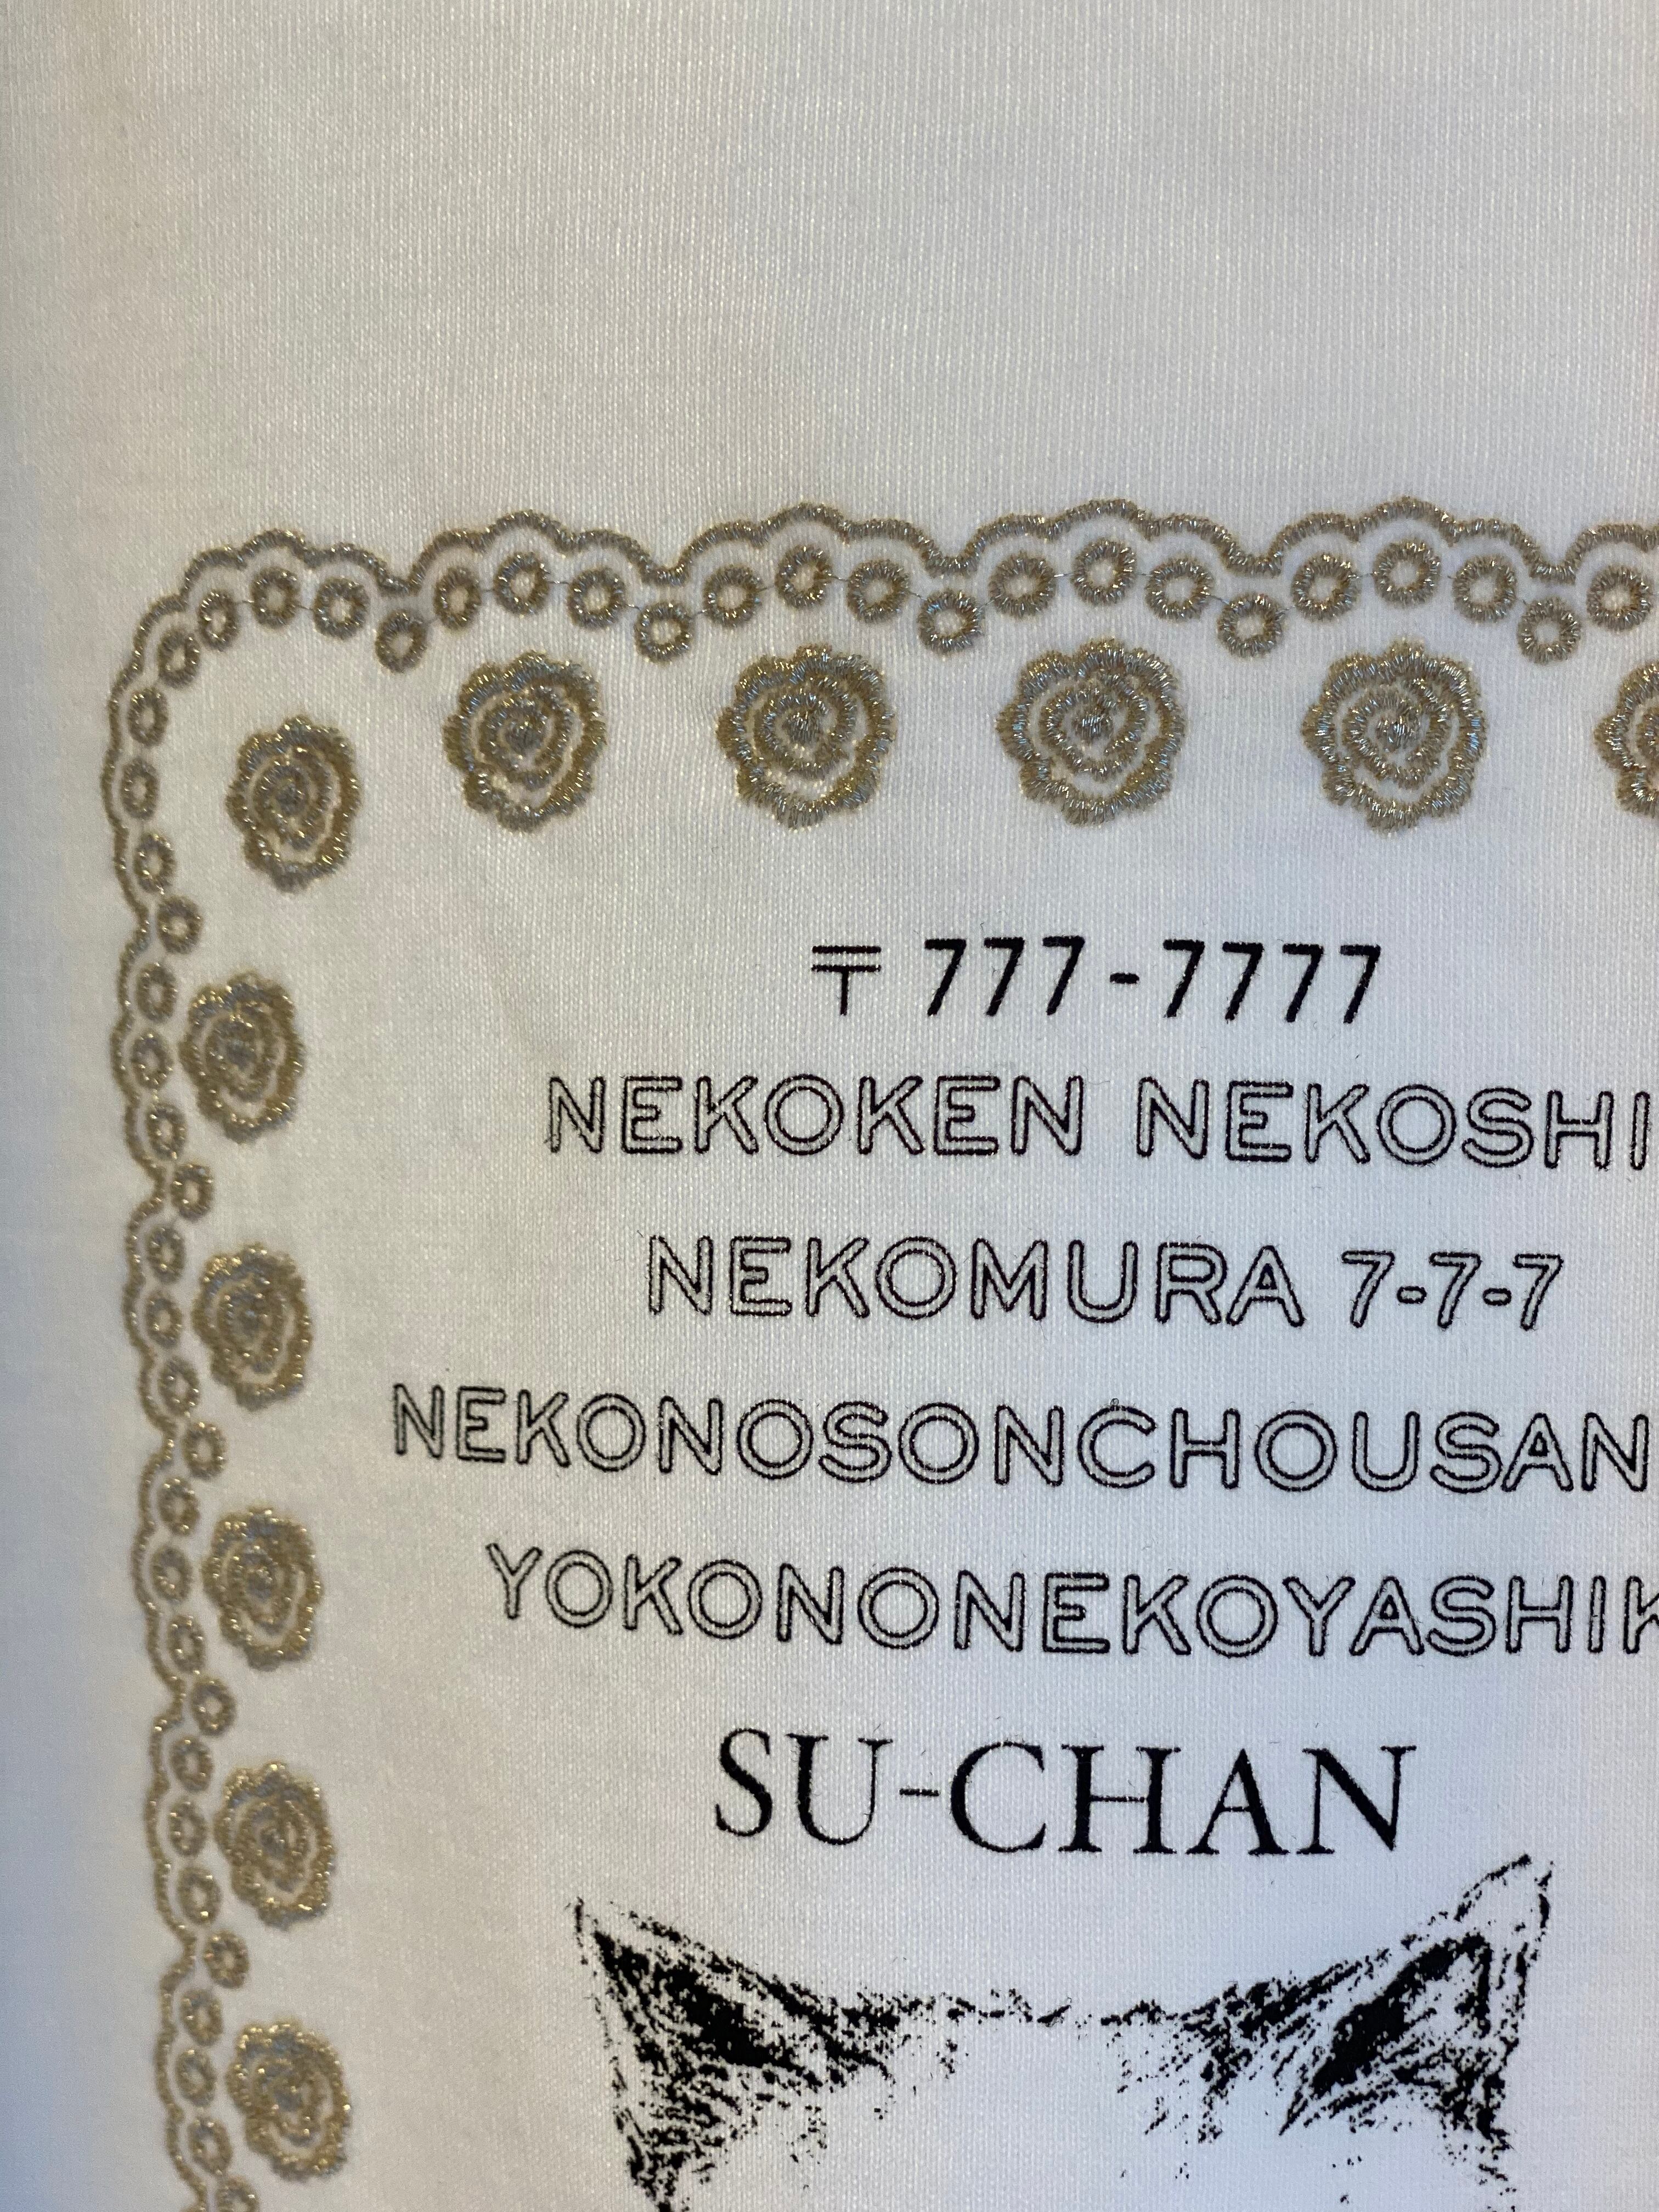 〒777-7777
NEKOKEN NEKOSHI
NEKOMURA 7-7-7
NEKONOSONCHOUSAN
YOKONONEKOYASHIK
SU-CHAN